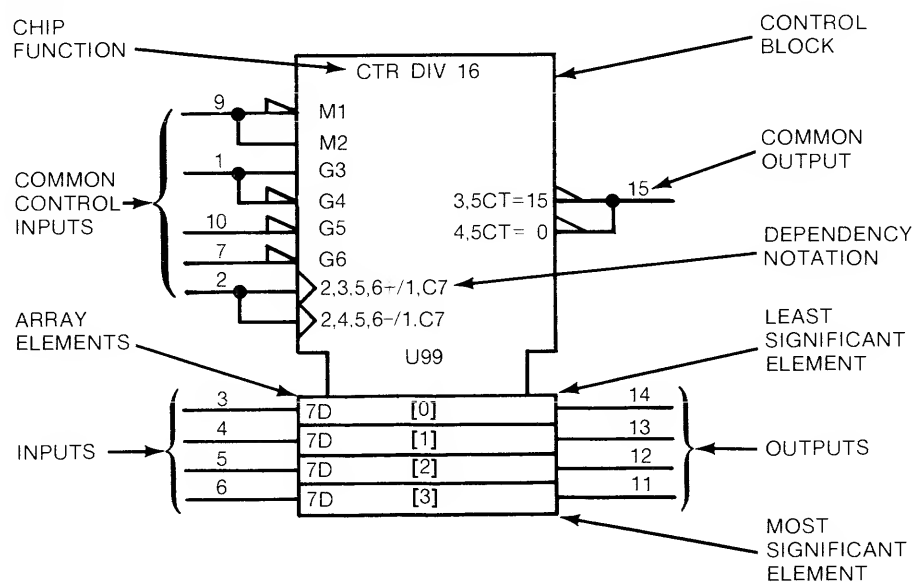 CHIP
FUNCTION
CONTROL
BLOCK
CTR DIV 16
9
M1
M2
1
G3
COMMON
OUTPUT
15
COMMON
CONTROL
INPUTS
G4
3,5CT=15
10
G5
4,5CT= 0
7
G6
DEPENDENCY
NOTATION
2
2,3,5,6+/1,C7
2,4.5,6-/1.C7
ARRAY
ELEMENTS
U99
LEAST
SIGNIFICANT
ELEMENT
INPUTS
3
7D [0]
14
4
7D [1]
13
5
7D [2]
12
6
7D [3]
11
OUTPUTS
MOST
SIGNIFICANT
ELEMENT